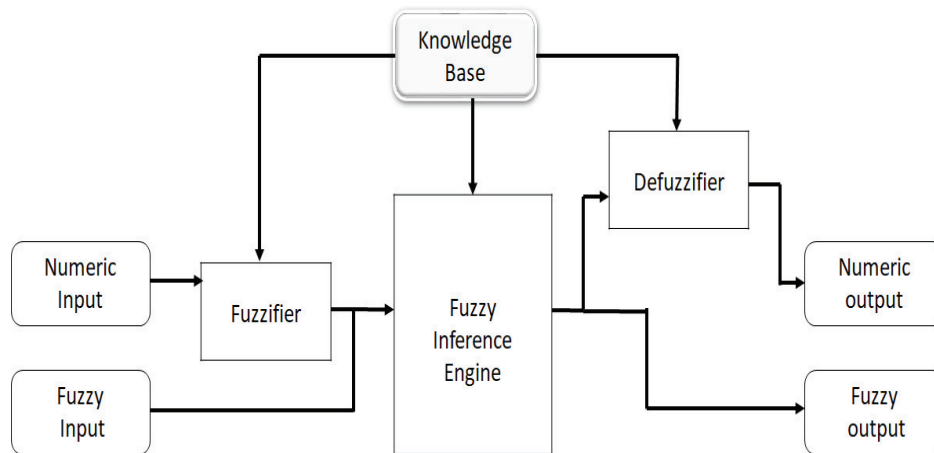 Knowledge
Base
Defuzzifier
Numeric
Input
Fuzzifier
Fuzzy
Inference
Engine
Numeric
output
Fuzzy
Input
Fuzzy
output